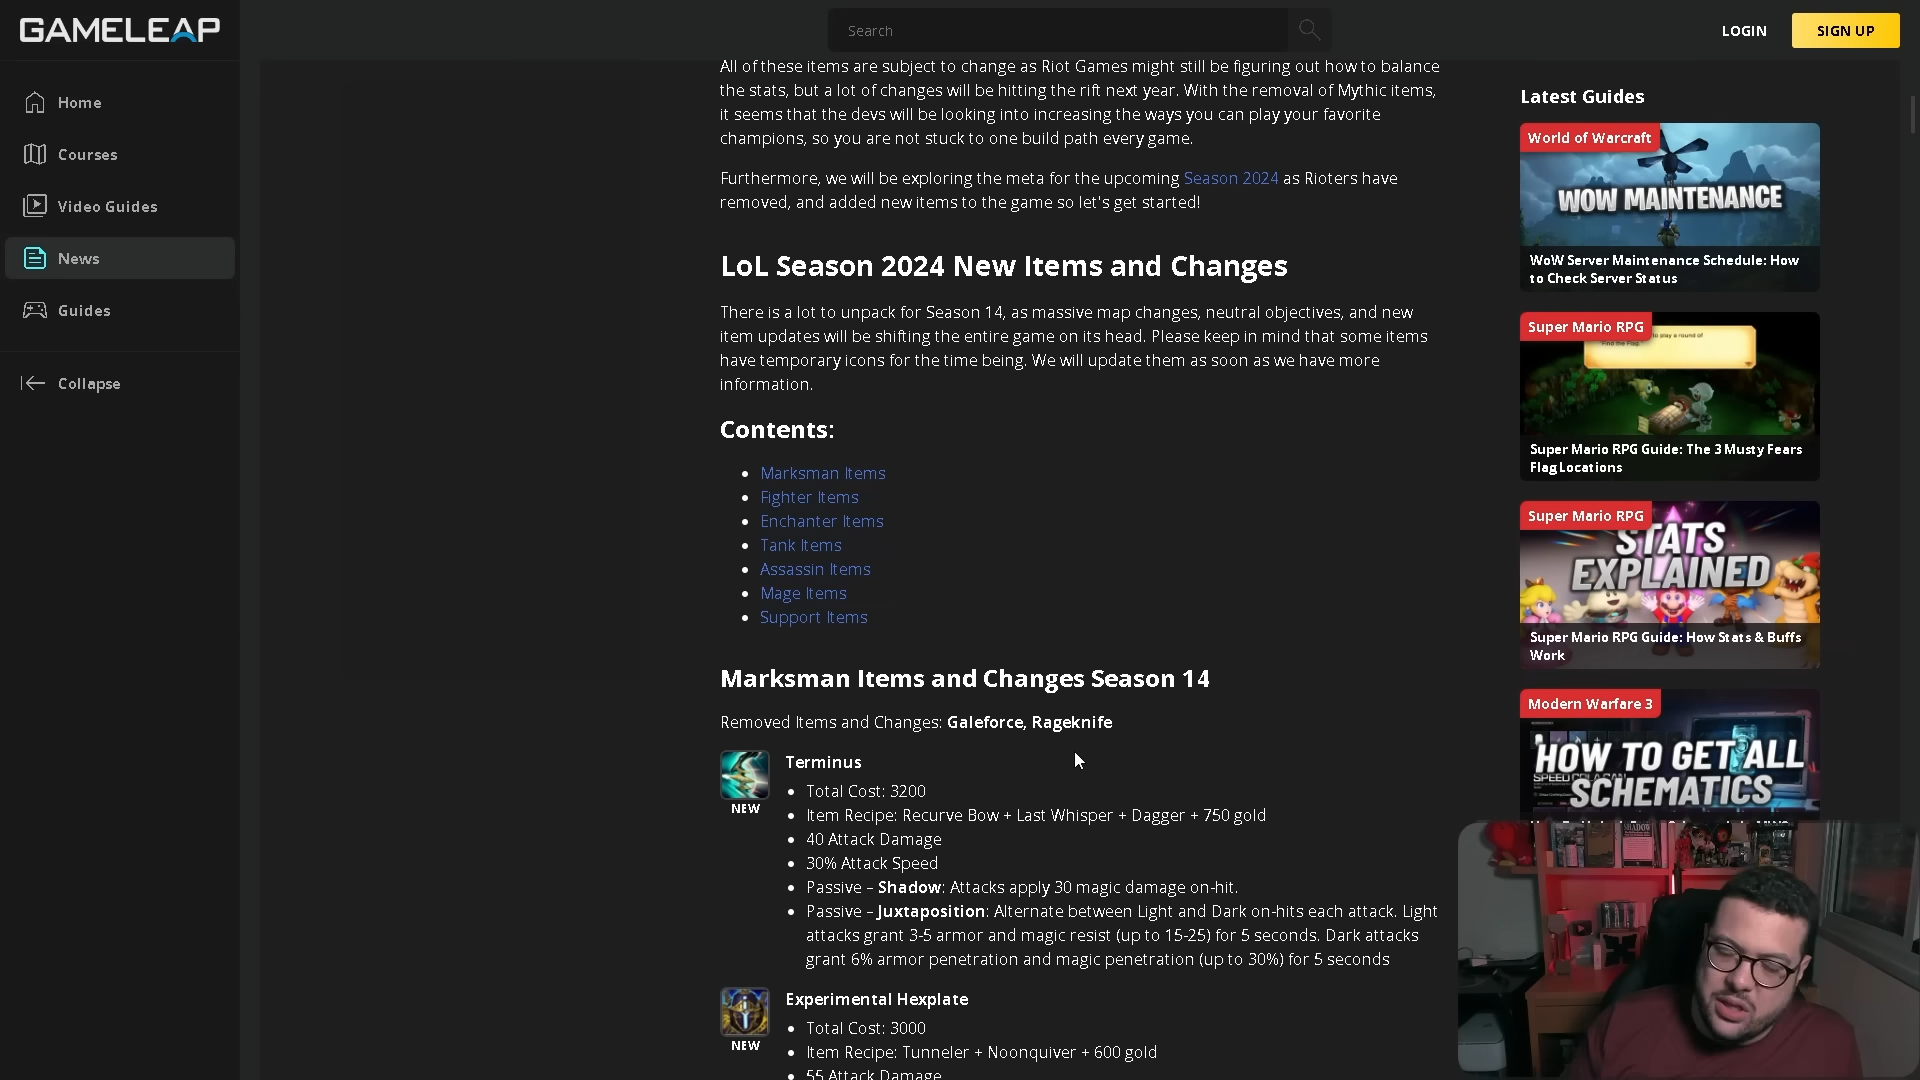 GAMELEAP
Search
LOGIN
SIGN UP
Home
Courses
Video Guides
News
Guides
Collapse
All of these items are subject to change as Riot Games might still be figuring out how to balance
the stats, but a lot of changes will be hitting the rift next year. With the removal of Mythic items,
it seems that the devs will be looking into increasing the ways you can play your favorite
champions, so you are not stuck to one build path every game.
Furthermore, we will be exploring the meta for the upcoming Season 2024 as Rioters have
removed, and added new items to the game so let's get started!
LoL Season 2024 New Items and Changes
There is a lot to unpack for Season 14, as massive map changes, neutral objectives, and new
item updates will be shifting the entire game on its head. Please keep in mind that some items
have temporary icons for the time being. We will update them as soon as we have more
information.
Contents:
Marksman Items
Fighter Items
Enchanter Items
Tank Items
Assassin Items
Mage Items
Support Items
Marksman Items and Changes Season 14
Removed Items and Changes: Galeforce, Rageknife
Terminus
NEW
Total Cost: 3200
Item Recipe: Recurve Bow + Last Whisper + Dagger + 750 gold
40 Attack Damage
30% Attack Speed
Passive – Shadow: Attacks apply 30 magic damage on-hit.
Passive – Juxtaposition: Alternate between Light and Dark on-hits each attack. Light
attacks grant 3-5 armor and magic resist (up to 15-25) for 5 seconds. Dark attacks
grant 6% armor penetration and magic penetration (up to 30%) for 5 seconds
Experimental Hexplate
NEW
Total Cost: 3000
Item Recipe: Tunneler + Noonquiver + 600 gold
55 Attack Damage
Latest Guides
World of Warcraft
WOW MAINTENANCE
WoW Server Maintenance Schedule: How
to Check Server Status
Super Mario RPG
to play a round of
Find the Flag
Super Mario RPG Guide: The 3 Musty Fears
Flag Locations
Super Mario RPG
STATS
EXPLAINED
Super Mario RPG Guide: How Stats & Buffs
Work
Modern Warfare 3
HOW TO GET ALL
SPEED COLA CAN
SCHEMATICS